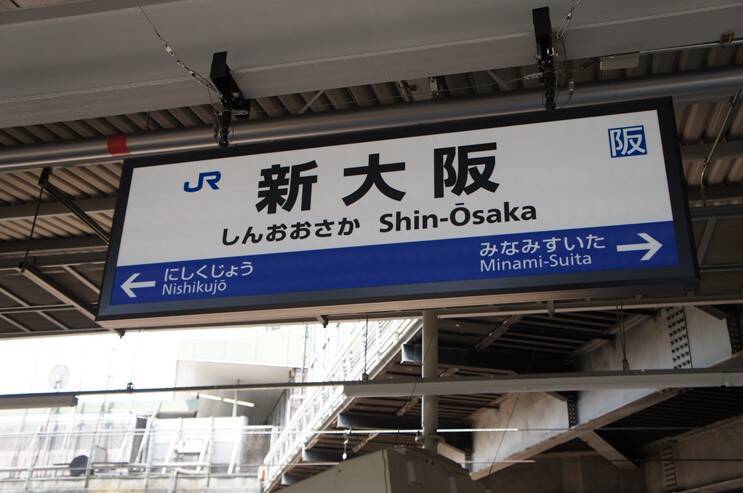 JR 新大阪 阪
しんおおさか Shin-Ōsaka
← にしくじょう
Nishikujō
みなみすいた →
Minami-Suita